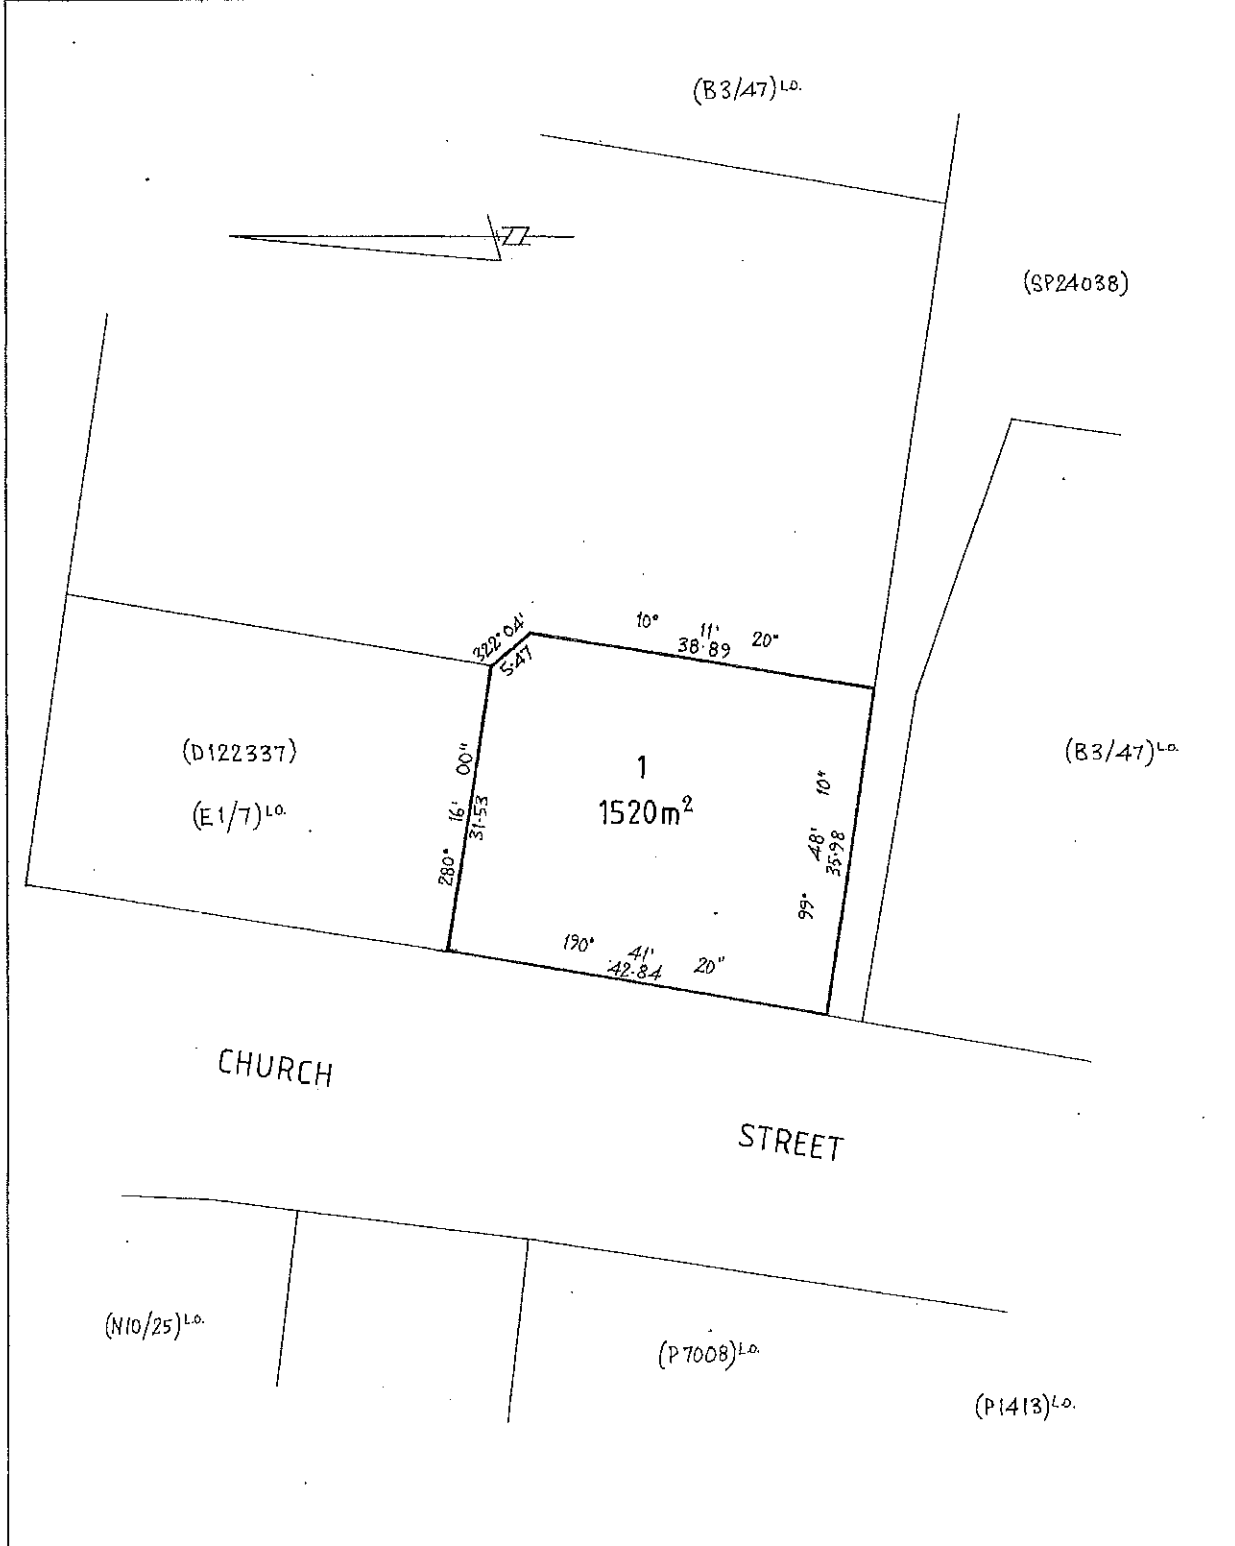 (B3/47)L.O.
(SP24038)
322°04'
5·47
10° 11' 20"
38·89
(D122337)
(E1/7)L.O.
280° 16' 00"
31·53
1
1520m²
99° 48' 10"
35·98
(B3/47)L.O.
190° 41' 20"
42·84
CHURCH
STREET
(N10/25)L.O.
(P7008)L.O.
(P1413)L.O.